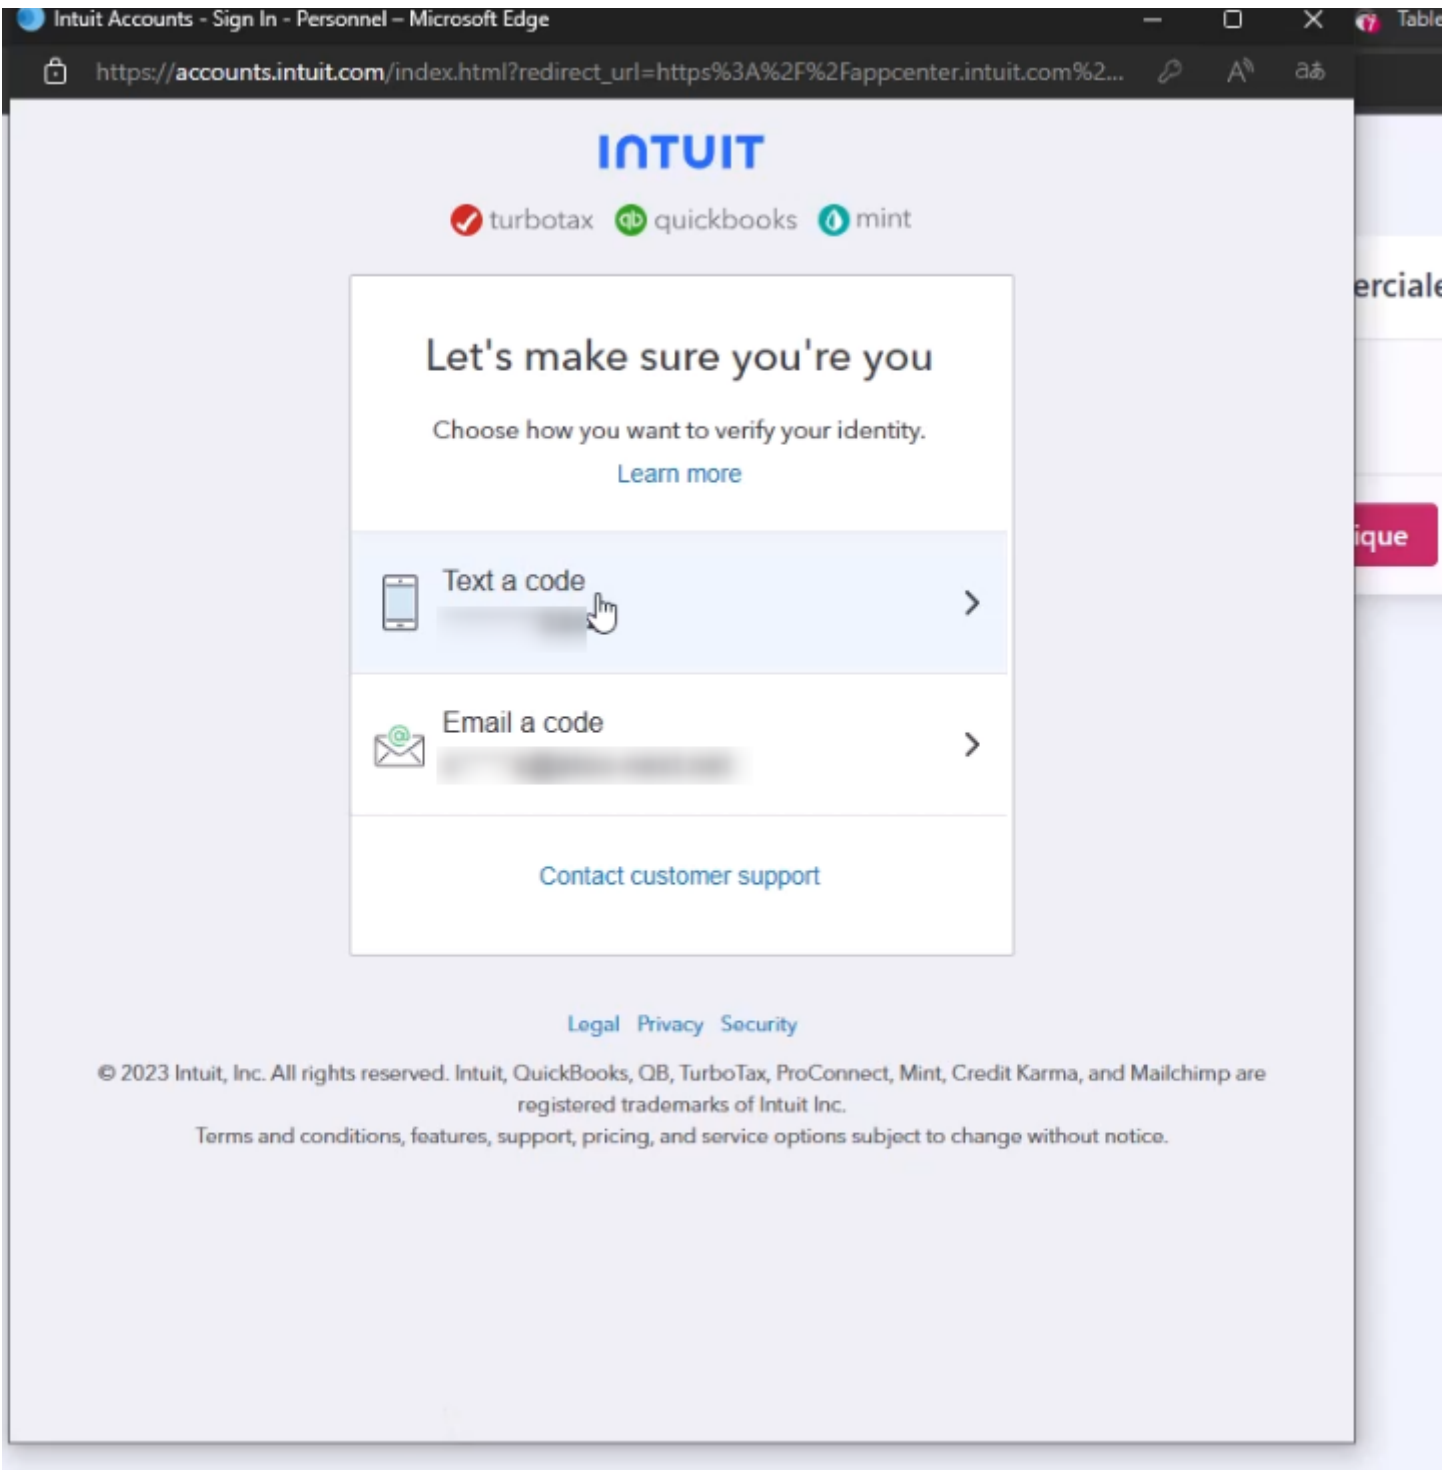 Intuit Accounts - Sign In - Personnel – Microsoft Edge
Table
https://accounts.intuit.com/index.html?redirect_url=https%3A%2F%2Fappcenter.intuit.com%2...
INTUIT
turbotax quickbooks mint
erciale
Let's make sure you're you
Choose how you want to verify your identity.
Learn more
ique
Text a code
Email a code
Contact customer support
Legal Privacy Security
© 2023 Intuit, Inc. All rights reserved. Intuit, QuickBooks, QB, TurboTax, ProConnect, Mint, Credit Karma, and Mailchimp are
registered trademarks of Intuit Inc.
Terms and conditions, features, support, pricing, and service options subject to change without notice.